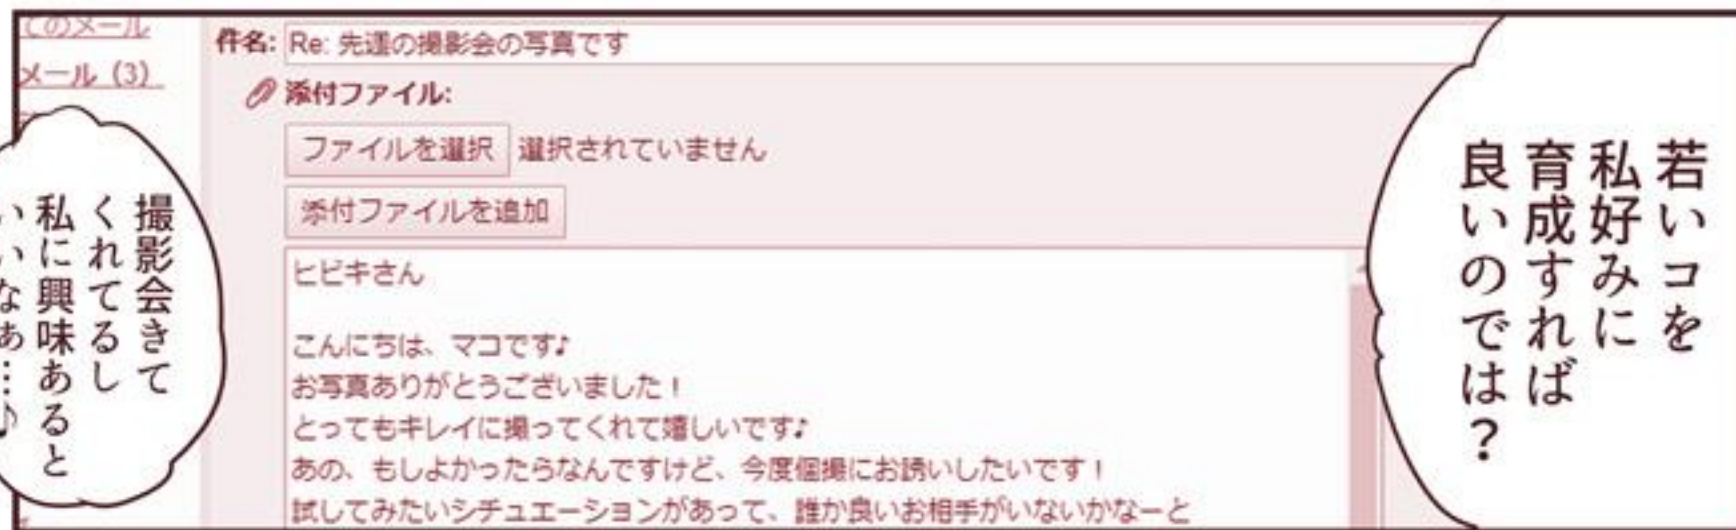 若いコを
私好みに
育成すれば
良いのでは？
てのメール
メール（3）
件名: Re: 先週の撮影会の写真です
添付ファイル:
ファイルを選択 選択されていません
添付ファイルを追加
ヒビキさん
こんにちは、マコです♪
お写真ありがとうございました！
とってもキレイに撮ってくれて嬉しいです♪
あの、もしよかったらなんですけど、今度個撮にお誘いしたいです！
試してみたいシチュエーションがあって、誰か良いお相手がいないかなーと
撮影会きて
くれてるし
私に興味あると
いいなぁ…♪